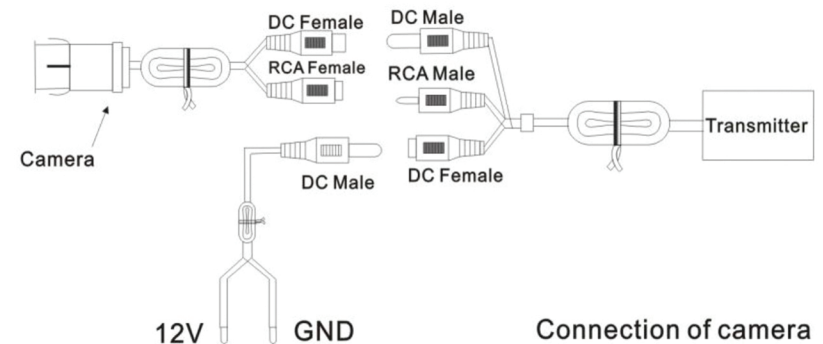 DC Female
DC Male
RCA Female
RCA Male
Transmitter
Camera
DC Male
DC Female
12V
GND
Connection of camera